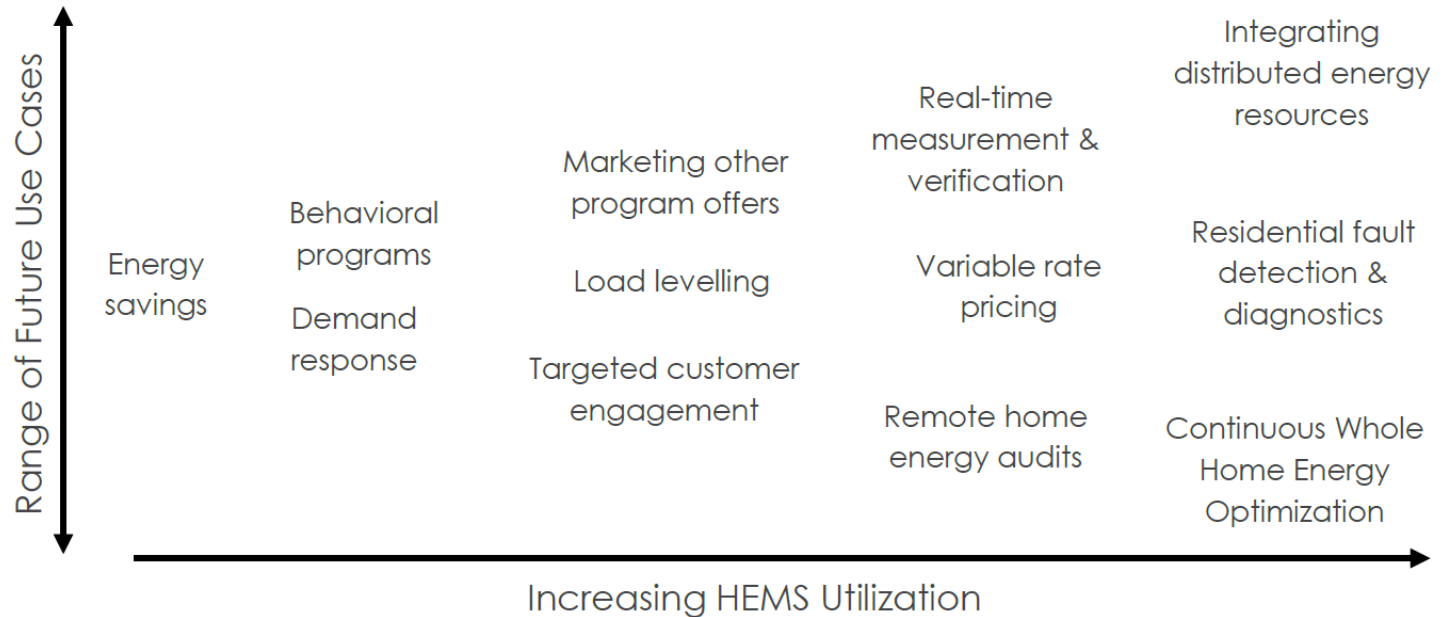 Range of Future Use Cases
Energy
savings
Behavioral
programs
Demand
response
Marketing other
program offers
Load levelling
Targeted customer
engagement
Real-time
measurement &
verification
Variable rate
pricing
Remote home
energy audits
Integrating
distributed energy
resources
Residential fault
detection &
diagnostics
Continuous Whole
Home Energy
Optimization
Increasing HEMS Utilization